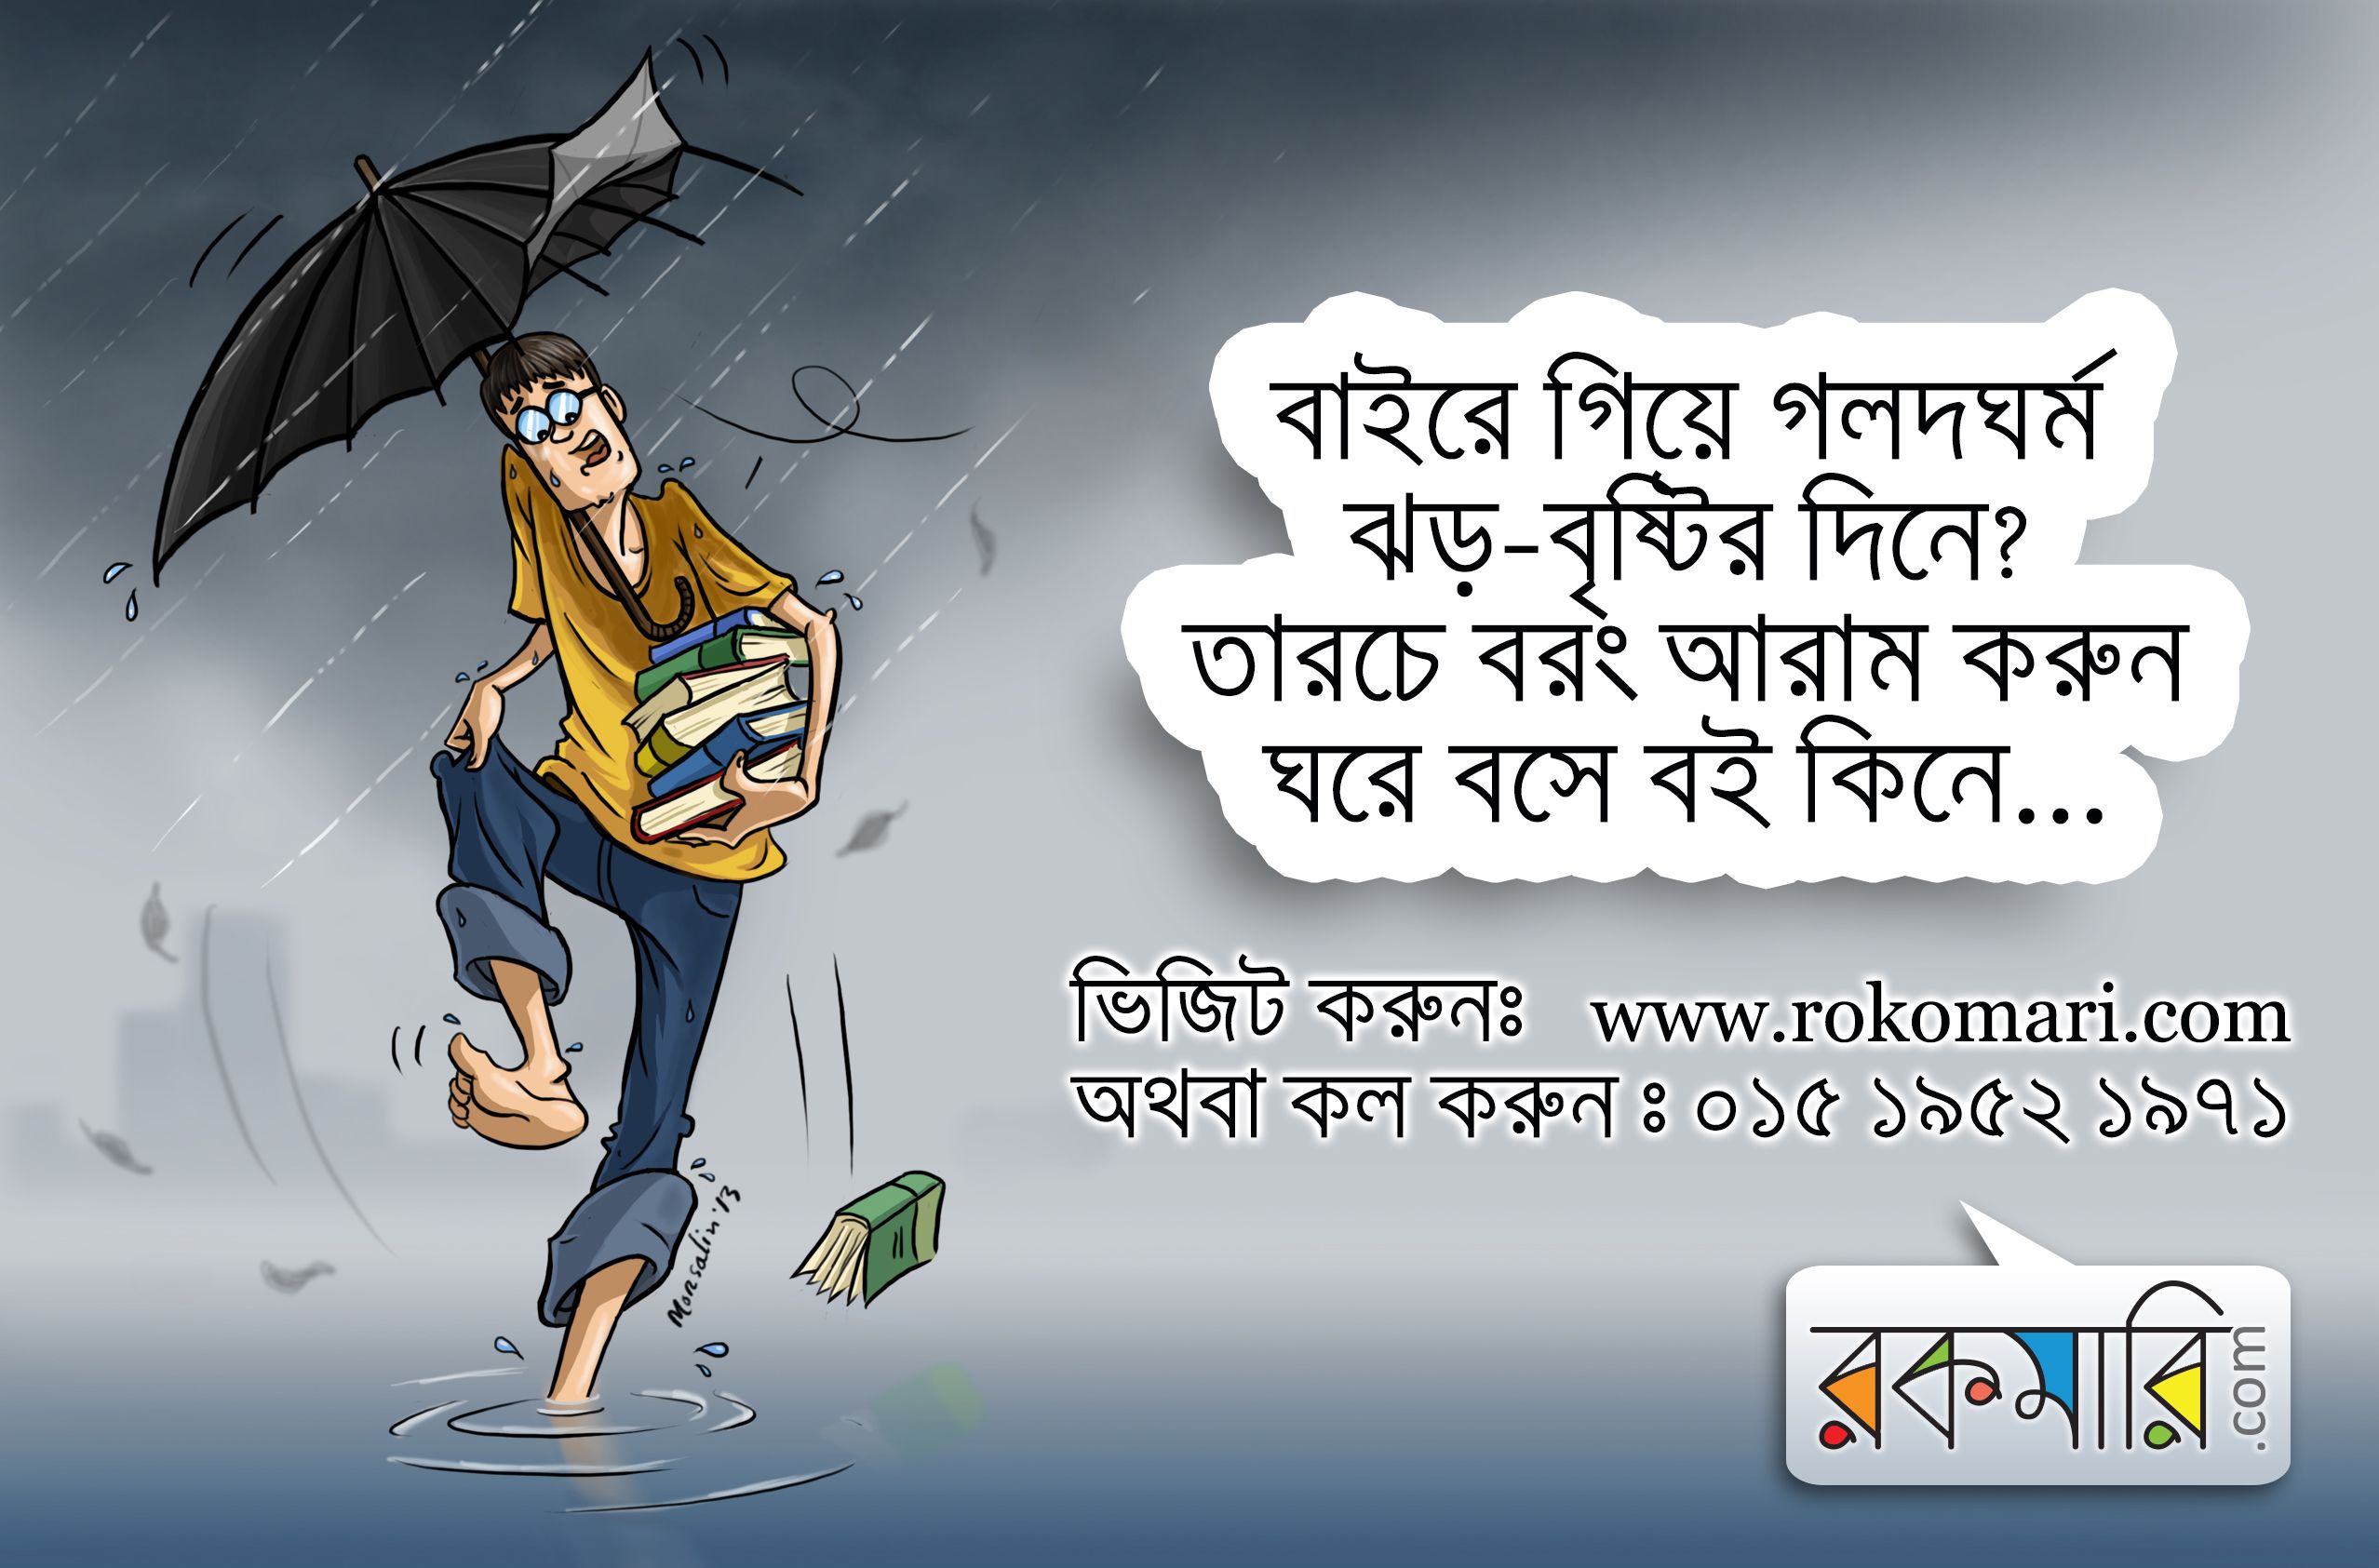 বাইরে গিয়ে গলদঘর্ম
ঝড়-বৃষ্টির দিনে?
তারচে বরং আরাম করুন
ঘরে বসে বই কিনে...
ভিজিট করুনঃ www.rokomari.com
অথবা কল করুন ঃ ০১৫ ১৯৫২ ১৯৭১
Morsalin'13
রকমারি.com